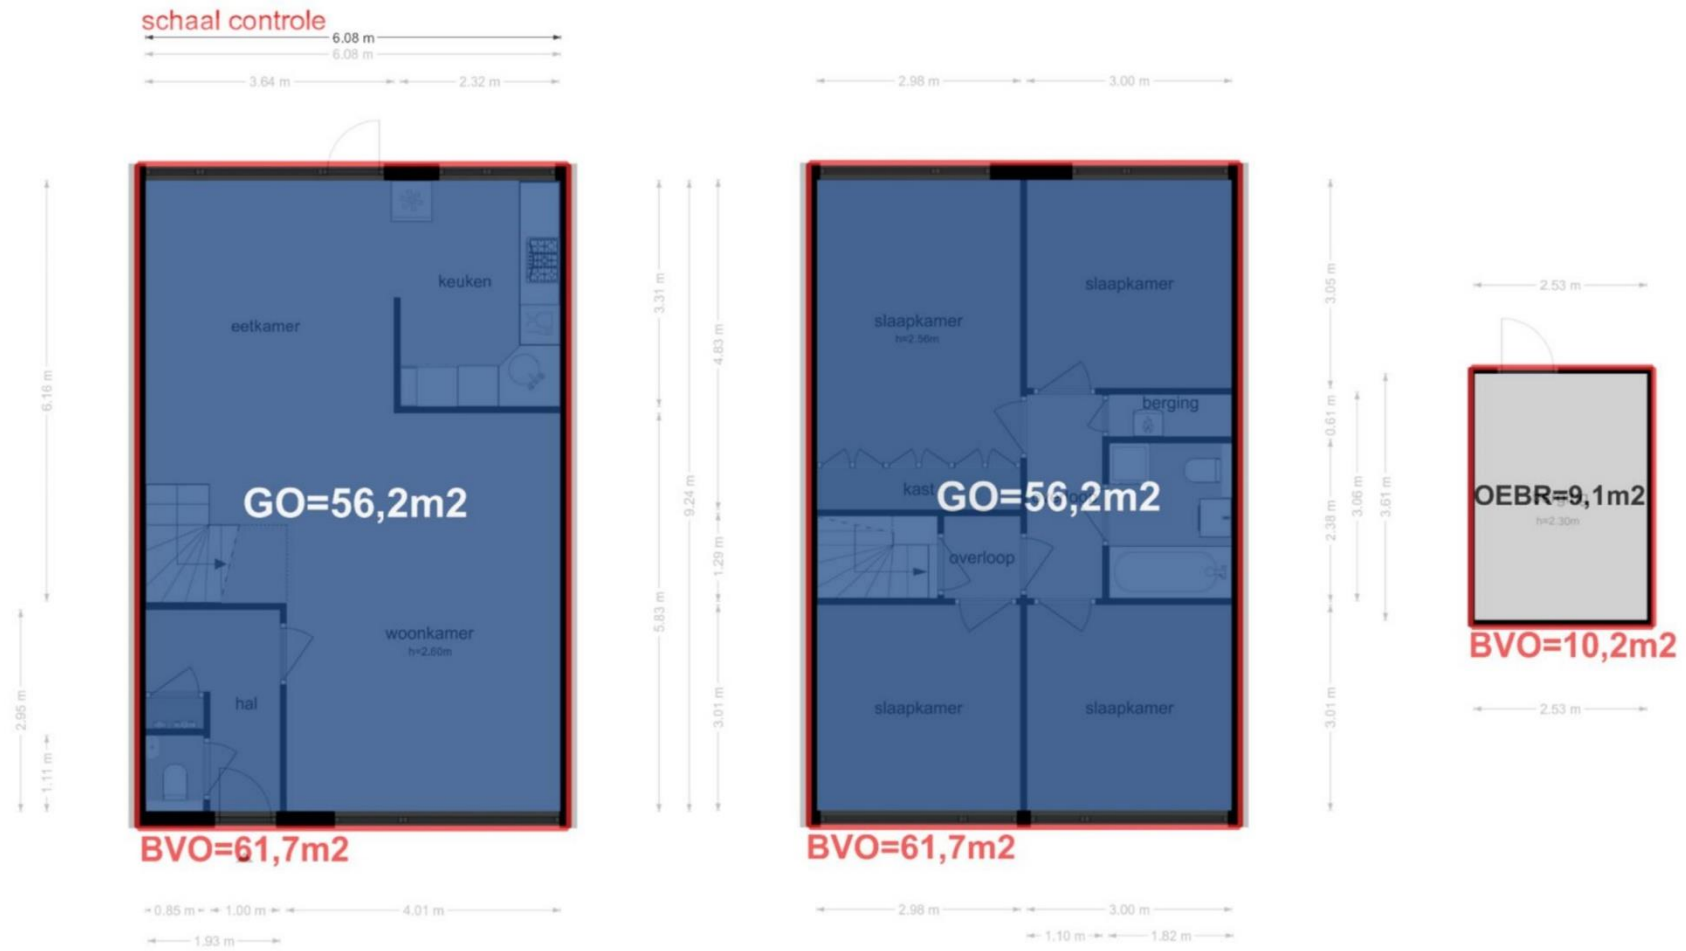 schaal controle
6.08 m
6.08 m
3.64 m
2.32 m
6.16 m
2.95 m
1.11 m
keuken
eetkamer
GO=56,2m2
woonkamer
h=2.60m
hal
BVO=61,7m2
0.85 m
1.00 m
4.01 m
1.93 m
3.31 m
5.83 m
9.24 m
4.83 m
1.29 m
3.01 m
2.98 m
3.00 m
slaapkamer
slaapkamer
h=2.56m
berging
kast
GO=56,2m2
overloop
slaapkamer
slaapkamer
BVO=61,7m2
2.98 m
3.00 m
1.10 m
1.82 m
3.05 m
0.61 m
2.38 m
3.01 m
3.06 m
3.61 m
2.53 m
OEBR=9,1m2
h=2.30m
BVO=10,2m2
2.53 m